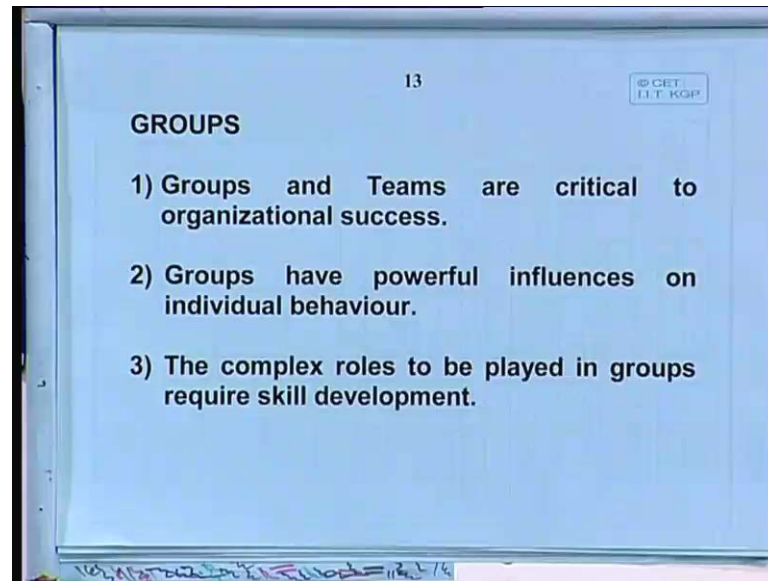 13
© CET
I.I.T. KGP
GROUPS
1) Groups and Teams are critical to
organizational success.
2) Groups have powerful influences on
individual behaviour.
3) The complex roles to be played in groups
require skill development.